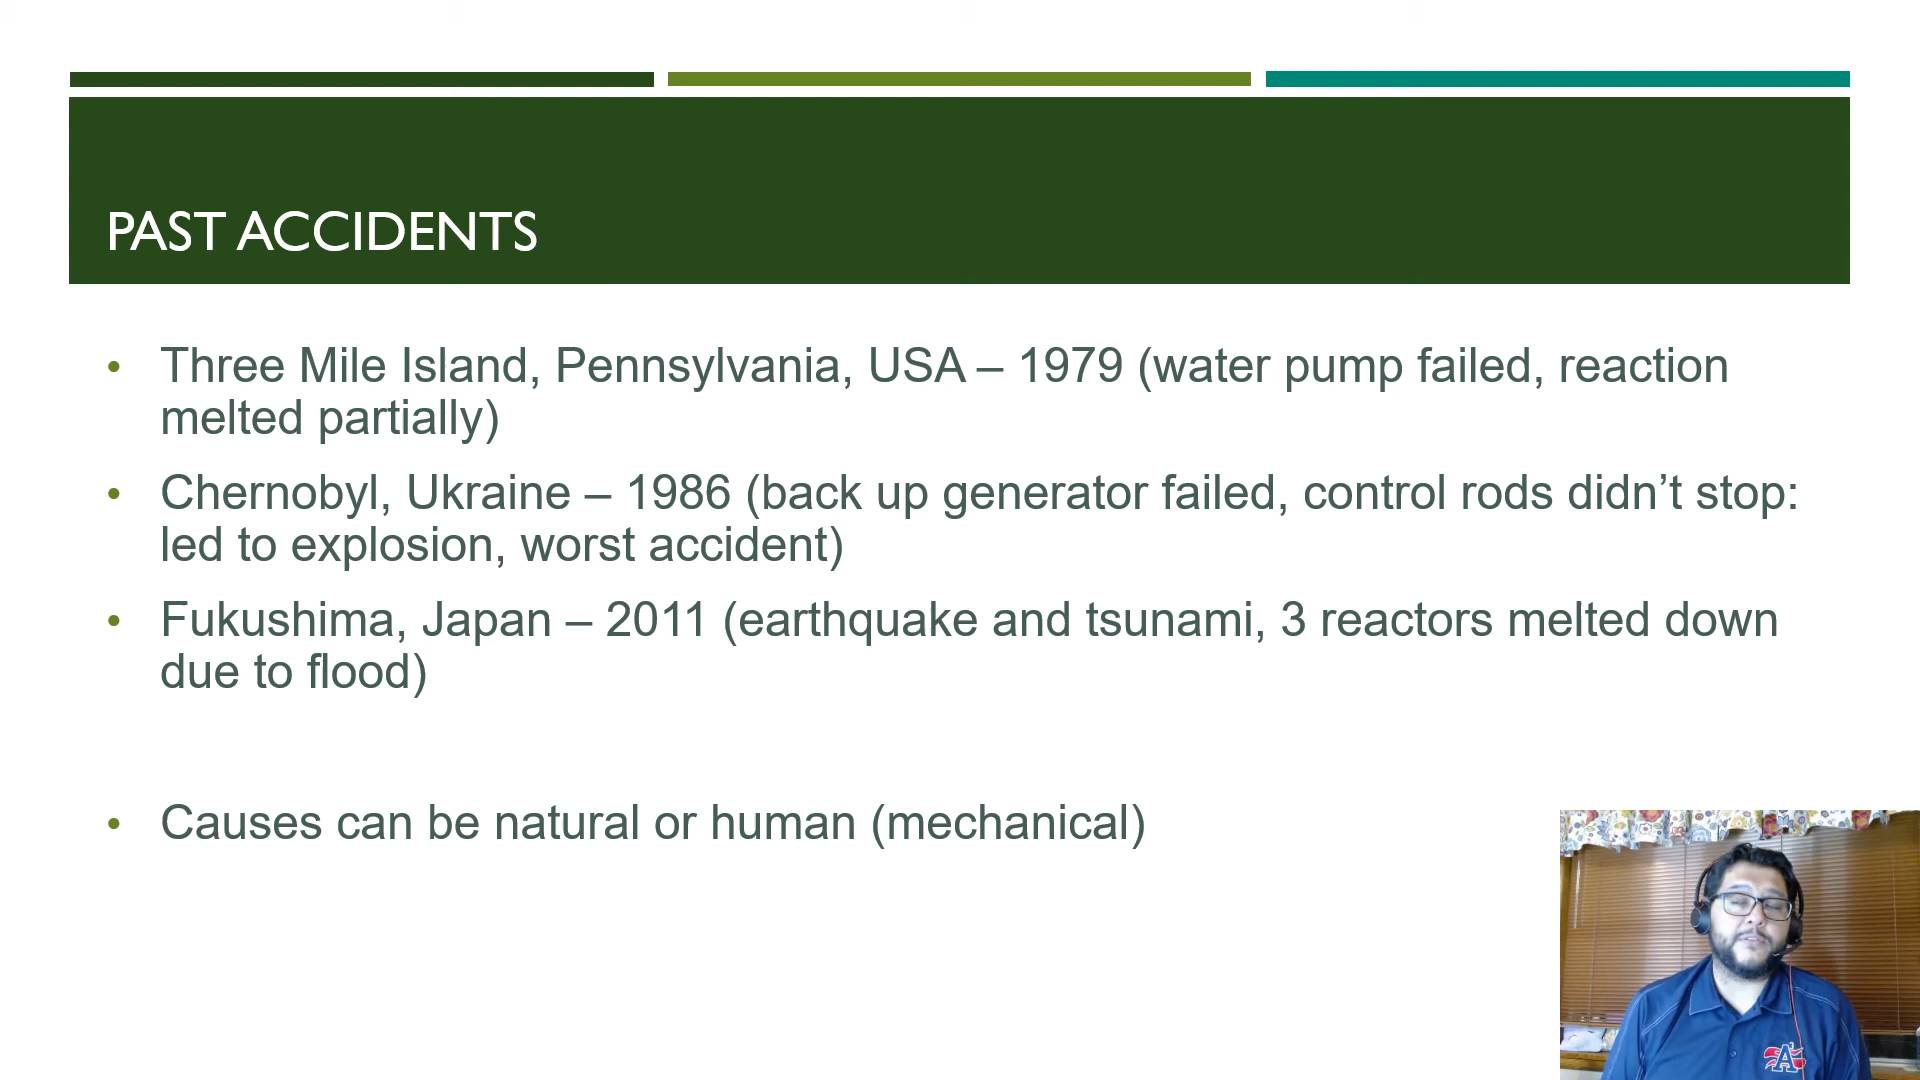 PAST ACCIDENTS
• Three Mile Island, Pennsylvania, USA – 1979 (water pump failed, reaction
melted partially)
• Chernobyl, Ukraine – 1986 (back up generator failed, control rods didn’t stop:
led to explosion, worst accident)
• Fukushima, Japan – 2011 (earthquake and tsunami, 3 reactors melted down
due to flood)
• Causes can be natural or human (mechanical)
A